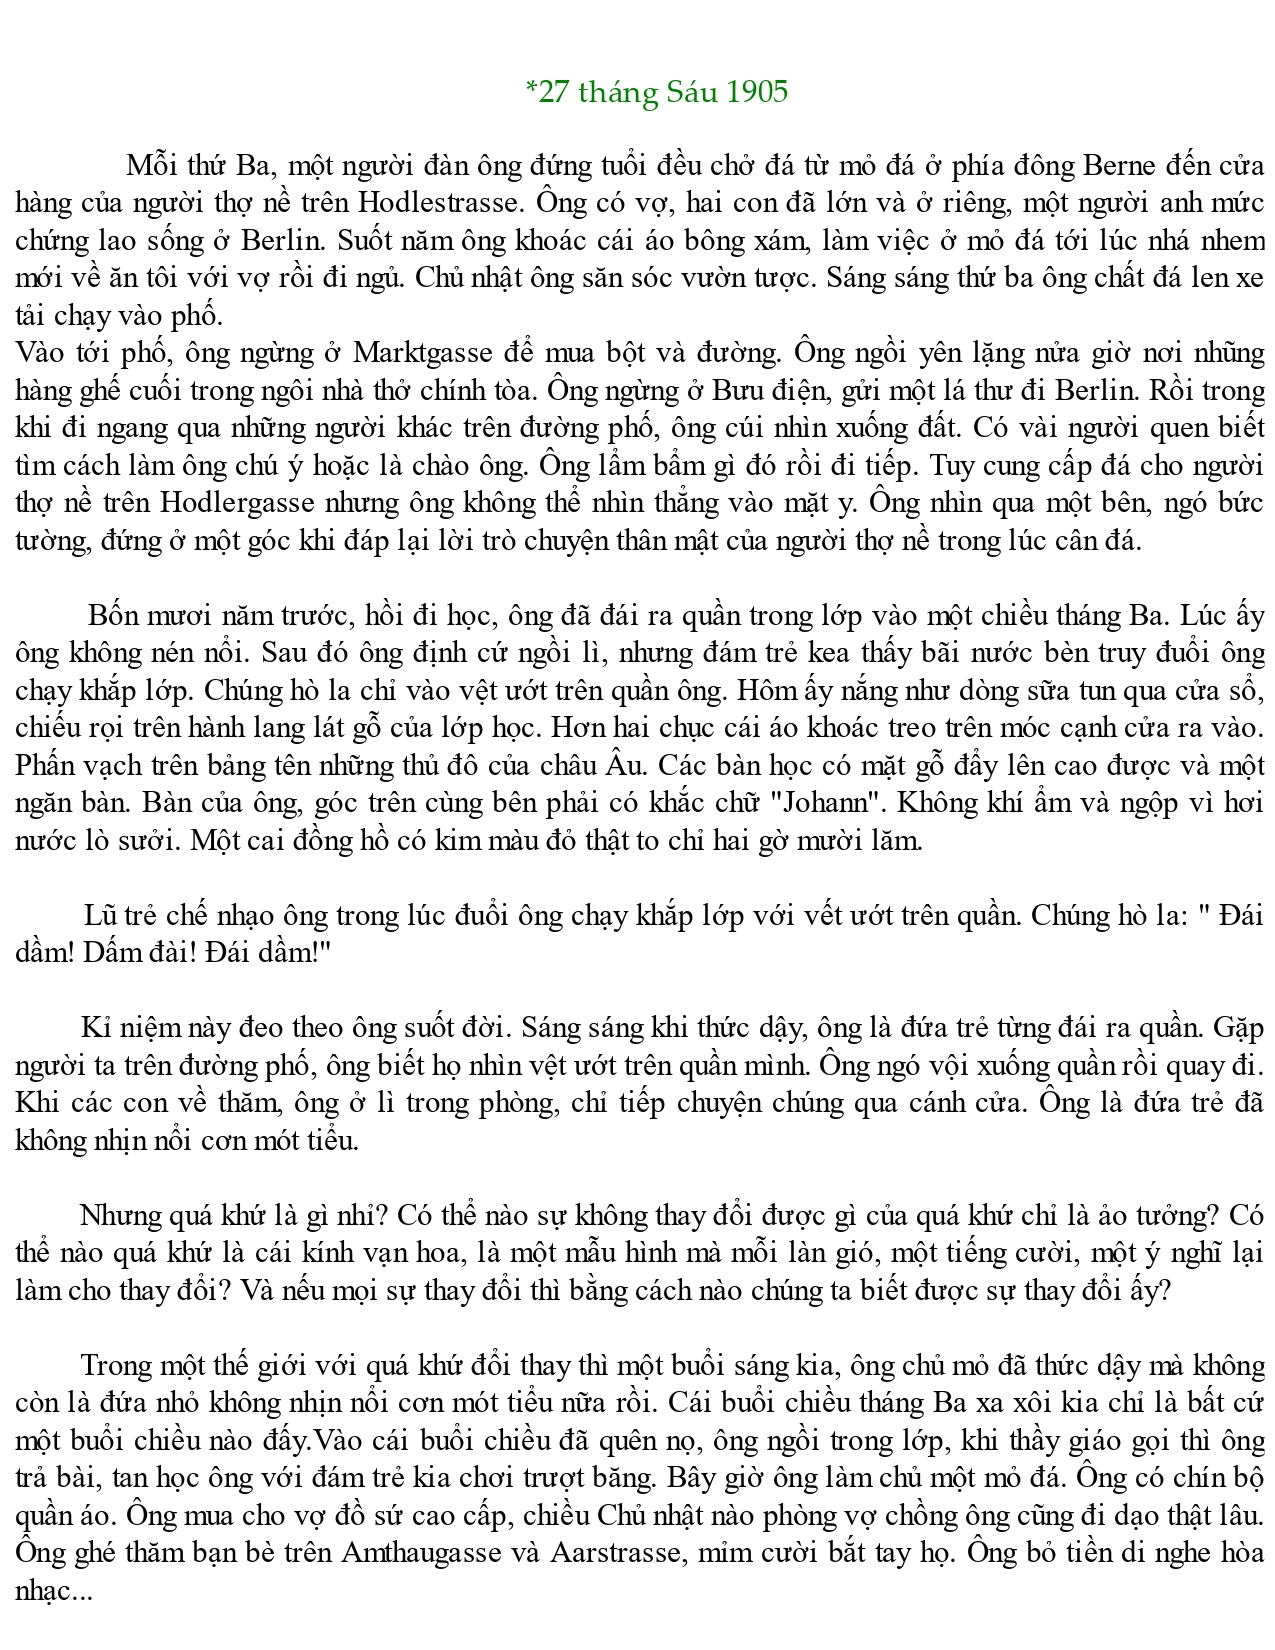 *27 tháng Sáu 1905
Mỗi thứ Ba, một người đàn ông đứng tuổi đều chở đá từ mỏ đá ở phía đông Berne đến cửa
hàng của người thợ nề trên Hodlestrasse. Ông có vợ, hai con đã lớn và ở riêng, một người anh mức
chứng lao sống ở Berlin. Suốt năm ông khoác cái áo bông xám, làm việc ở mỏ đá tới lúc nhá nhem
mới về ăn tôi với vợ rồi đi ngủ. Chủ nhật ông săn sóc vườn tược. Sáng sáng thứ ba ông chất đá len xe
tải chạy vào phố.
Vào tới phố, ông ngừng ở Marktgasse để mua bột và đường. Ông ngồi yên lặng nửa giờ nơi nhũng
hàng ghế cuối trong ngôi nhà thở chính tòa. Ông ngừng ở Bưu điện, gửi một lá thư đi Berlin. Rồi trong
khi đi ngang qua những người khác trên đường phố, ông cúi nhìn xuống đất. Có vài người quen biết
tìm cách làm ông chú ý hoặc là chào ông. Ông lẩm bẩm gì đó rồi đi tiếp. Tuy cung cấp đá cho người
thợ nề trên Hodlergasse nhưng ông không thể nhìn thẳng vào mặt y. Ông nhìn qua một bên, ngó bức
tường, đứng ở một góc khi đáp lại lời trò chuyện thân mật của người thợ nề trong lúc cân đá.
Bốn mươi năm trước, hồi đi học, ông đã đái ra quần trong lớp vào một chiều tháng Ba. Lúc ấy
ông không nén nổi. Sau đó ông định cứ ngồi lì, nhưng đám trẻ kea thấy bãi nước bèn truy đuổi ông
chạy khắp lớp. Chúng hò la chỉ vào vệt ướt trên quần ông. Hôm ấy nắng như dòng sữa tun qua cửa sổ,
chiếu rọi trên hành lang lát gỗ của lớp học. Hơn hai chục cái áo khoác treo trên móc cạnh cửa ra vào.
Phấn vạch trên bảng tên những thủ đô của châu Âu. Các bàn học có mặt gỗ đẩy lên cao được và một
ngăn bàn. Bàn của ông, góc trên cùng bên phải có khắc chữ "Johann". Không khí ẩm và ngộp vì hơi
nước lò sưởi. Một cai đồng hồ có kim màu đỏ thật to chỉ hai gờ mười lăm.
Lũ trẻ chế nhạo ông trong lúc đuổi ông chạy khắp lớp với vết ướt trên quần. Chúng hò la: " Đái
dầm! Dấm đài! Đái dầm!"
Kỉ niệm này đeo theo ông suốt đời. Sáng sáng khi thức dậy, ông là đứa trẻ từng đái ra quần. Gặp
người ta trên đường phố, ông biết họ nhìn vệt ướt trên quần mình. Ông ngó vội xuống quần rồi quay đi.
Khi các con về thăm, ông ở lì trong phòng, chỉ tiếp chuyện chúng qua cánh cửa. Ông là đứa trẻ đã
không nhịn nổi cơn mót tiểu.
Nhưng quá khứ là gì nhỉ? Có thể nào sự không thay đổi được gì của quá khứ chỉ là ảo tưởng? Có
thể nào quá khứ là cái kính vạn hoa, là một mẫu hình mà mỗi làn gió, một tiếng cười, một ý nghĩ lại
làm cho thay đổi? Và nếu mọi sự thay đổi thì bằng cách nào chúng ta biết được sự thay đổi ấy?
Trong một thế giới với quá khứ đổi thay thì một buổi sáng kia, ông chủ mỏ đã thức dậy mà không
còn là đứa nhỏ không nhịn nổi cơn mót tiểu nữa rồi. Cái buổi chiều tháng Ba xa xôi kia chỉ là bất cứ
một buổi chiều nào đấy.Vào cái buổi chiều đã quên nọ, ông ngồi trong lớp, khi thầy giáo gọi thì ông
trả bài, tan học ông với đám trẻ kia chơi trượt băng. Bây giờ ông làm chủ một mỏ đá. Ông có chín bộ
quần áo. Ông mua cho vợ đồ sứ cao cấp, chiều Chủ nhật nào phòng vợ chồng ông cũng đi dạo thật lâu.
Ông ghé thăm bạn bè trên Amthaugasse và Aarstrasse, mỉm cười bắt tay họ. Ông bỏ tiền di nghe hòa
nhạc...